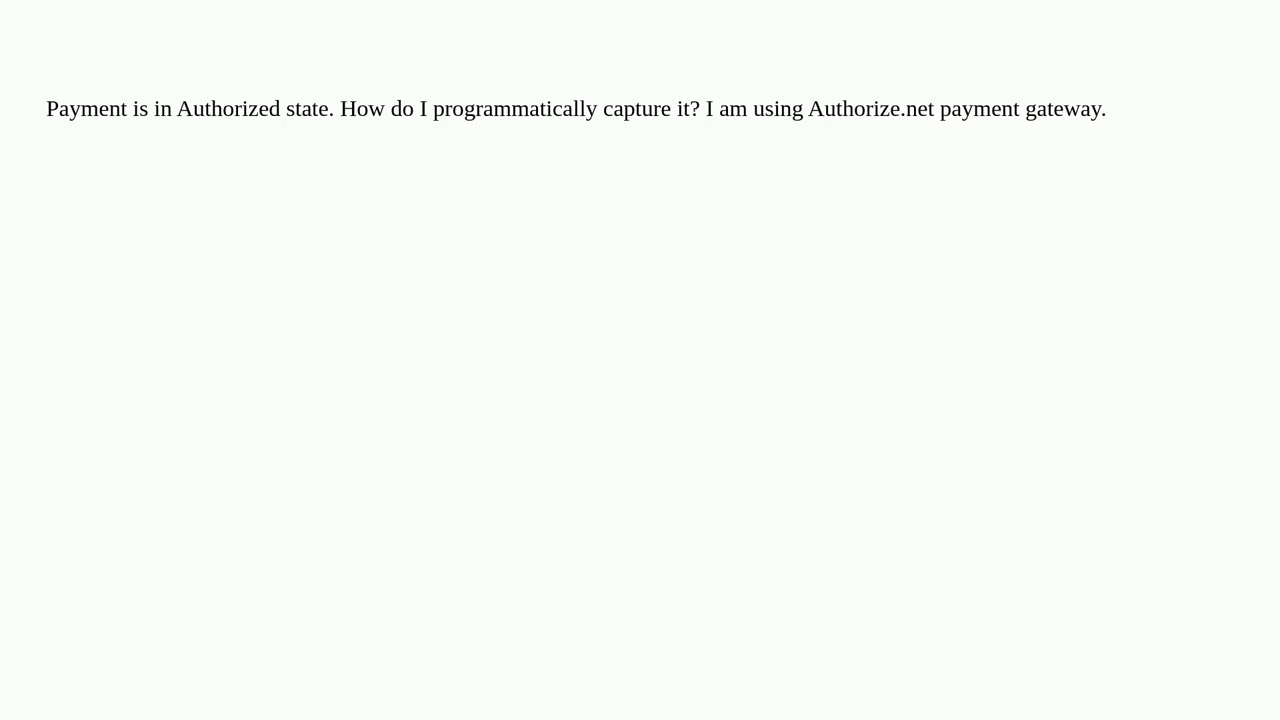 Payment is in Authorized state. How do I programmatically capture it? I am using Authorize.net payment gateway.